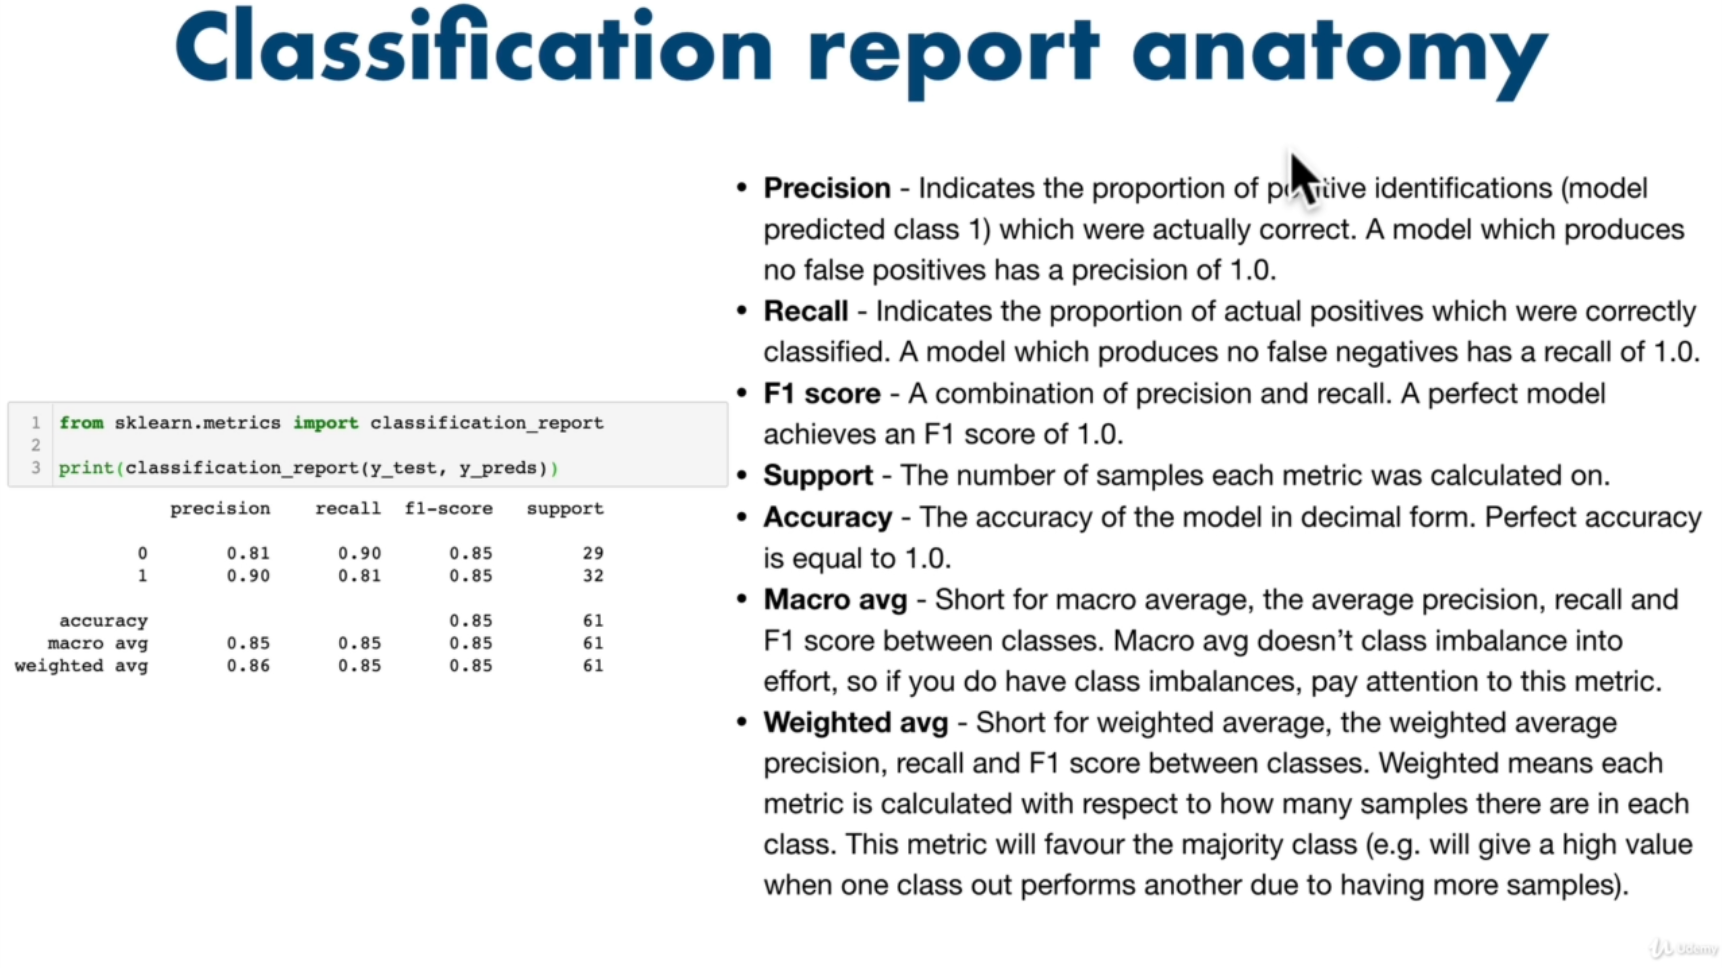 Classification report anatomy
1 from sklearn.metrics import classification_report
2
3 print(classification_report(y_test, y_preds))
precision recall f1-score support
0 0.81 0.90 0.85 29
1 0.90 0.81 0.85 32
accuracy 0.85 61
macro avg 0.85 0.85 0.85 61
weighted avg 0.86 0.85 0.85 61
• Precision - Indicates the proportion of positive identifications (model
predicted class 1) which were actually correct. A model which produces
no false positives has a precision of 1.0.
• Recall - Indicates the proportion of actual positives which were correctly
classified. A model which produces no false negatives has a recall of 1.0.
• F1 score - A combination of precision and recall. A perfect model
achieves an F1 score of 1.0.
• Support - The number of samples each metric was calculated on.
• Accuracy - The accuracy of the model in decimal form. Perfect accuracy
is equal to 1.0.
• Macro avg - Short for macro average, the average precision, recall and
F1 score between classes. Macro avg doesn’t class imbalance into
effort, so if you do have class imbalances, pay attention to this metric.
• Weighted avg - Short for weighted average, the weighted average
precision, recall and F1 score between classes. Weighted means each
metric is calculated with respect to how many samples there are in each
class. This metric will favour the majority class (e.g. will give a high value
when one class out performs another due to having more samples).
Udemy